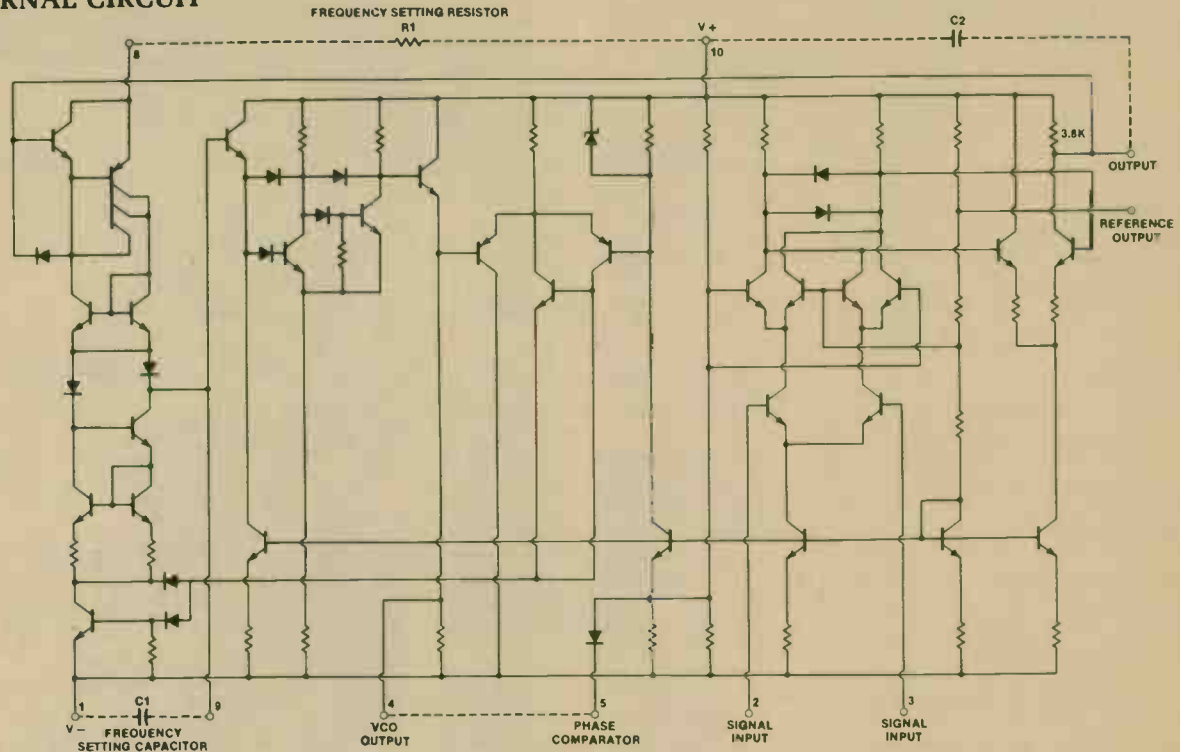 RNAL CIRCUIT
FREQUENCY SETTING RESISTOR
R1
V+
C2
8
10
3.8K
OUTPUT
REFERENCE
OUTPUT
1
C1
9
4
5
2
3
V-
FREQUENCY
SETTING CAPACITOR
VCO
OUTPUT
PHASE
COMPARATOR
SIGNAL
INPUT
SIGNAL
INPUT